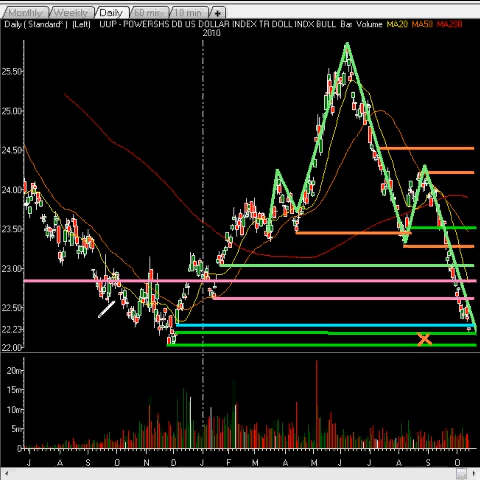 Monthly Weekly Daily 60 min 10 min +
Daily ( Standard* ) (Left) UUP - POWERSHS DB US DOLLAR INDEX TR DOLL INDX BULL Bar Volume MA20 MA50 MA200
2010
25.50
25.00
24.50
24.00
23.50
23.00
22.50
22.23
22.00
20m
15m
10m
5m
0
J A S O N D J F M A M J J A S O